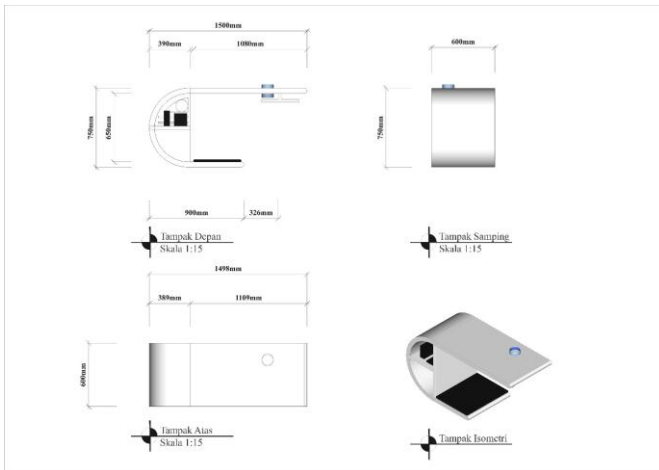 1500mm
390mm
1080mm
750mm
650mm
900mm
326mm
Tampak Depan
Skala 1:15
600mm
750mm
Tampak Samping
Skala 1:15
1498mm
389mm
1109mm
600mm
Tampak Atas
Skala 1:15
Tampak Isometri